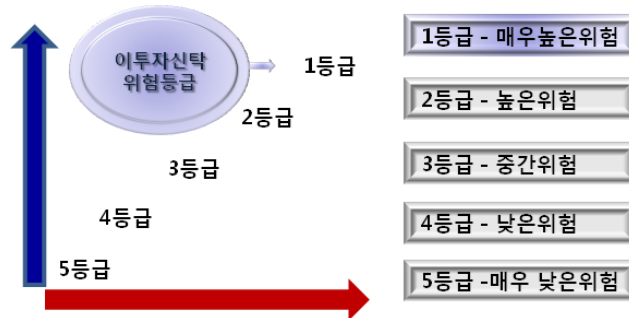 이투자신탁
위험등급
1등급
2등급
3등급
4등급
5등급
1등급 - 매우높은위험
2등급 - 높은위험
3등급 - 중간위험
4등급 - 낮은위험
5등급 -매우 낮은위험